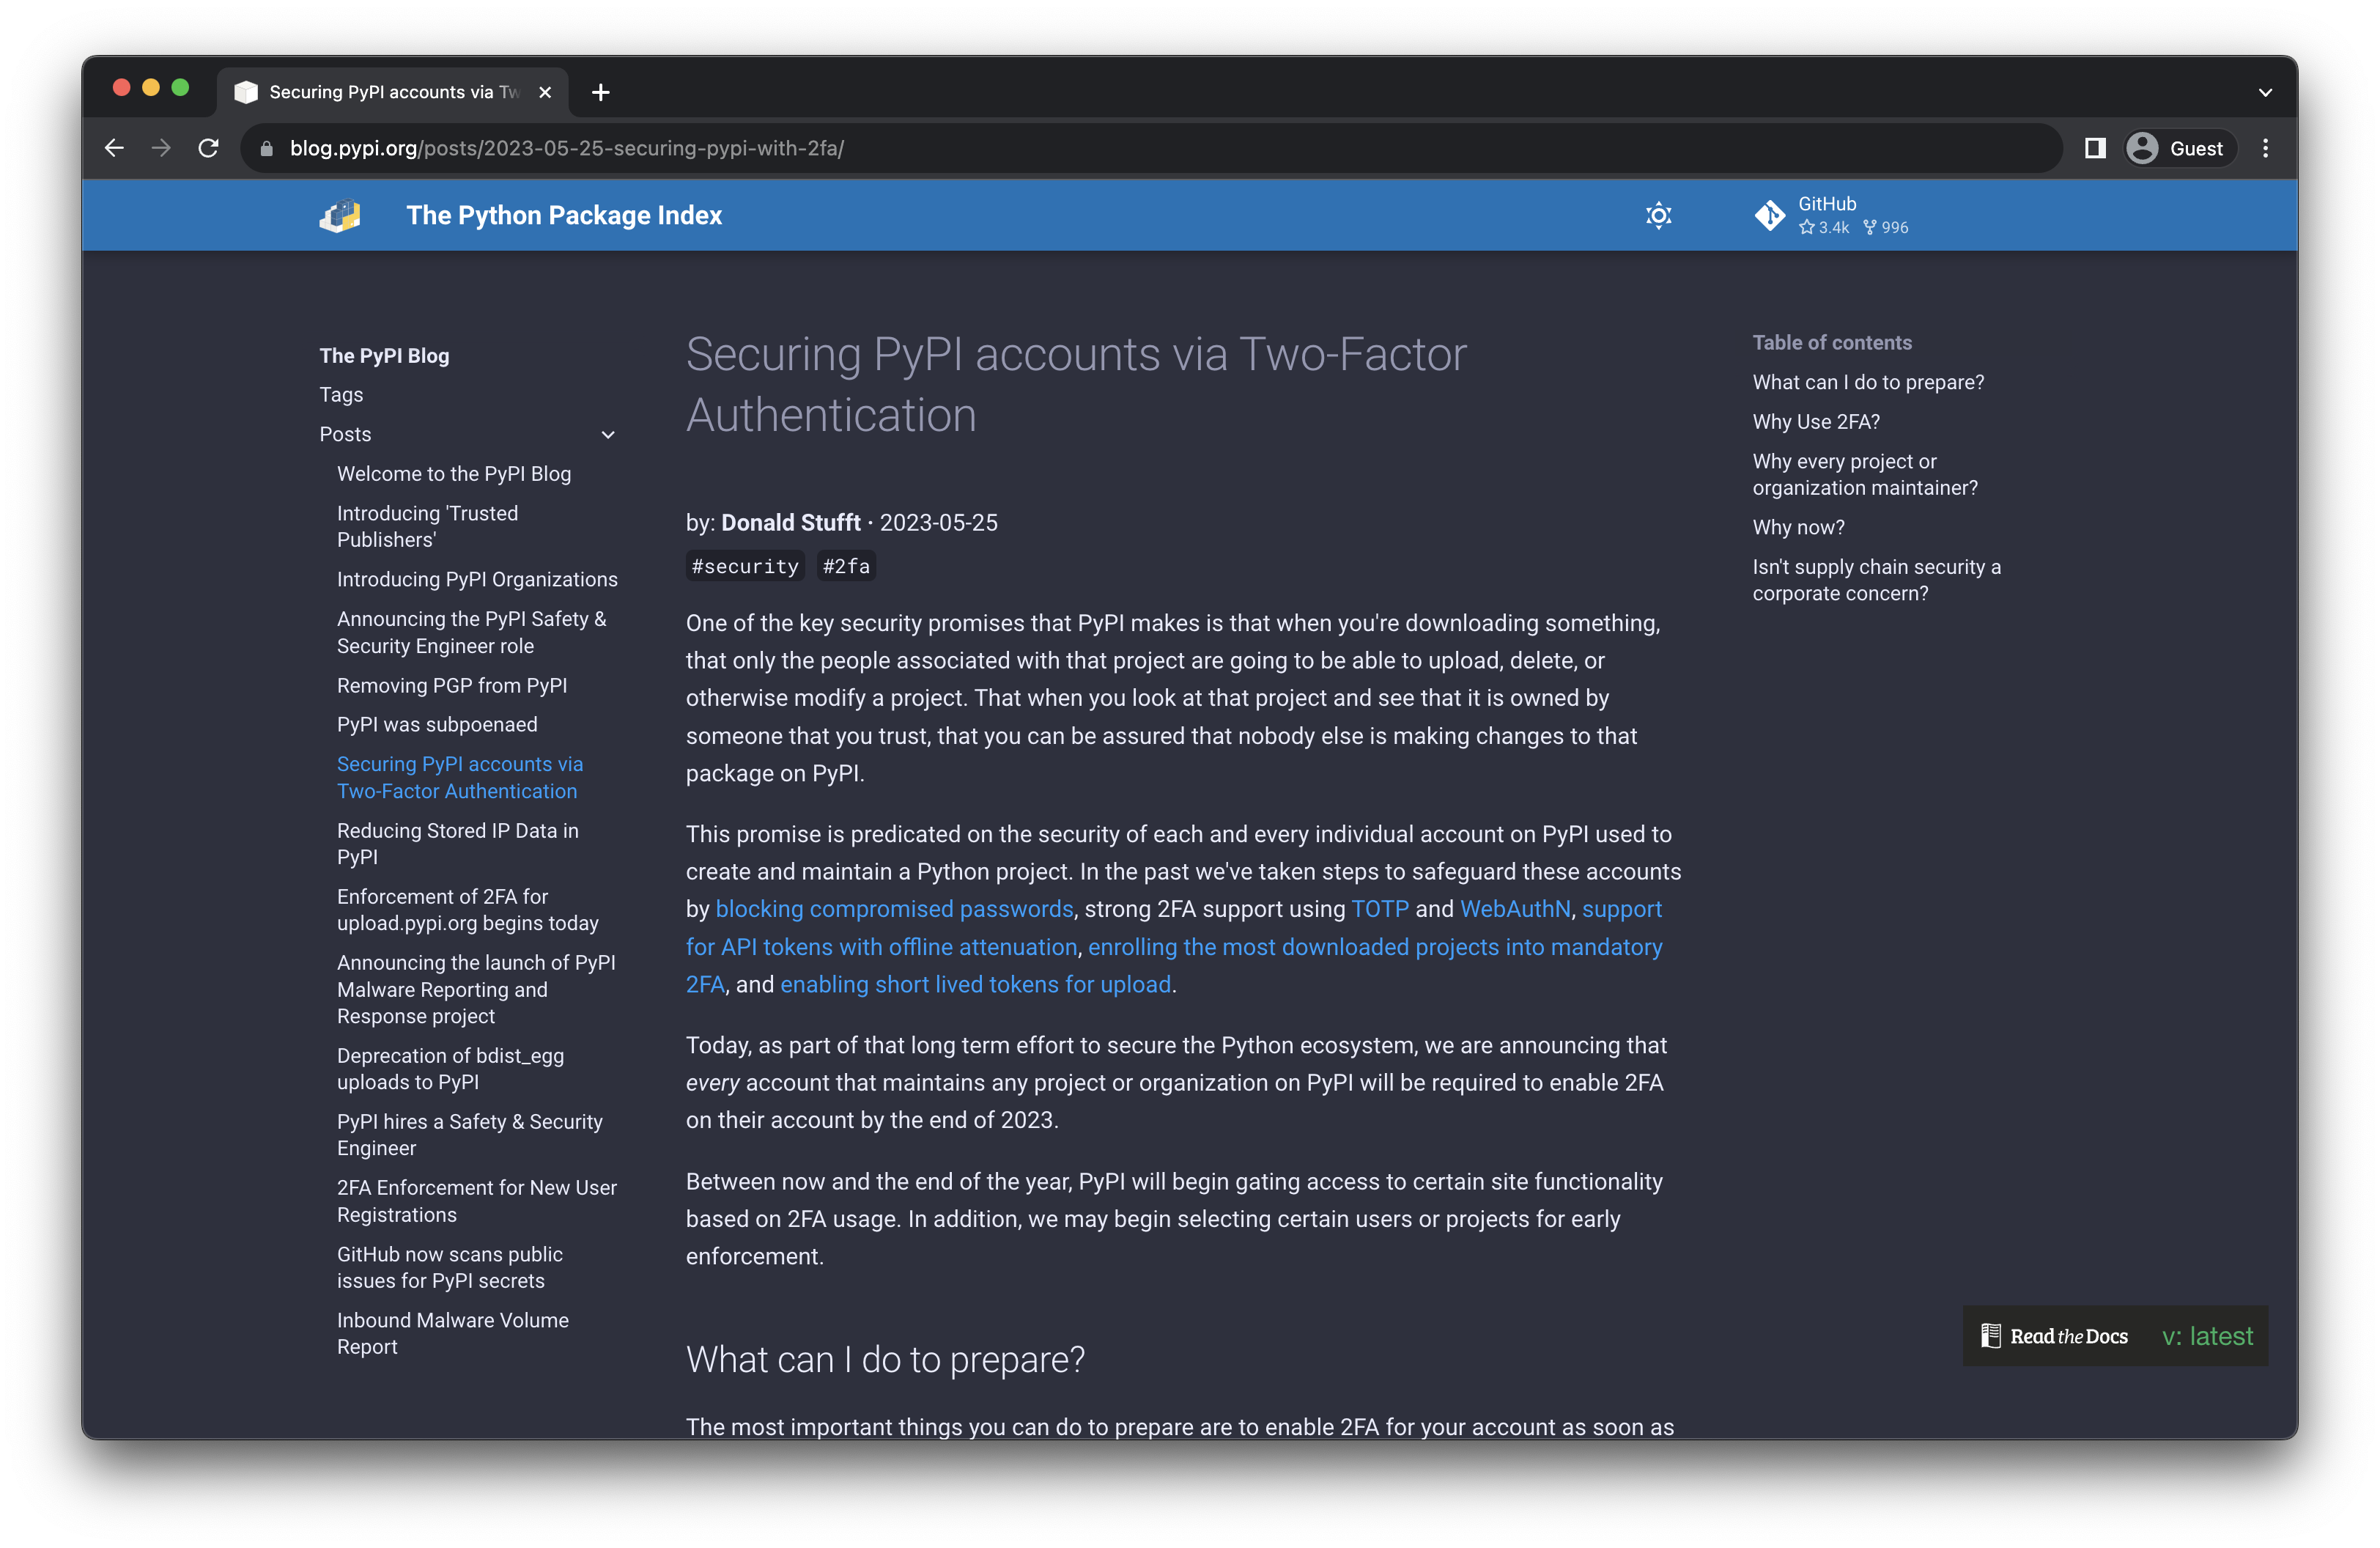 Securing PyPI accounts via Tw
blog.pypi.org/posts/2023-05-25-securing-pypi-with-2fa/
Guest
The Python Package Index
GitHub
3.4k 996
The PyPI Blog
Tags
Posts
Welcome to the PyPI Blog
Introducing 'Trusted
Publishers'
Introducing PyPI Organizations
Announcing the PyPI Safety &
Security Engineer role
Removing PGP from PyPI
PyPI was subpoenaed
Securing PyPI accounts via
Two-Factor Authentication
Reducing Stored IP Data in
PyPI
Enforcement of 2FA for
upload.pypi.org begins today
Announcing the launch of PyPI
Malware Reporting and
Response project
Deprecation of bdist_egg
uploads to PyPI
PyPI hires a Safety & Security
Engineer
2FA Enforcement for New User
Registrations
GitHub now scans public
issues for PyPI secrets
Inbound Malware Volume
Report
Securing PyPI accounts via Two-Factor
Authentication
by: Donald Stufft · 2023-05-25
#security #2fa
One of the key security promises that PyPI makes is that when you're downloading something,
that only the people associated with that project are going to be able to upload, delete, or
otherwise modify a project. That when you look at that project and see that it is owned by
someone that you trust, that you can be assured that nobody else is making changes to that
package on PyPI.
This promise is predicated on the security of each and every individual account on PyPI used to
create and maintain a Python project. In the past we've taken steps to safeguard these accounts
by blocking compromised passwords, strong 2FA support using TOTP and WebAuthN, support
for API tokens with offline attenuation, enrolling the most downloaded projects into mandatory
2FA, and enabling short lived tokens for upload.
Today, as part of that long term effort to secure the Python ecosystem, we are announcing that
every account that maintains any project or organization on PyPI will be required to enable 2FA
on their account by the end of 2023.
Between now and the end of the year, PyPI will begin gating access to certain site functionality
based on 2FA usage. In addition, we may begin selecting certain users or projects for early
enforcement.
What can I do to prepare?
The most important things you can do to prepare are to enable 2FA for your account as soon as
Table of contents
What can I do to prepare?
Why Use 2FA?
Why every project or
organization maintainer?
Why now?
Isn't supply chain security a
corporate concern?
Read the Docs v: latest